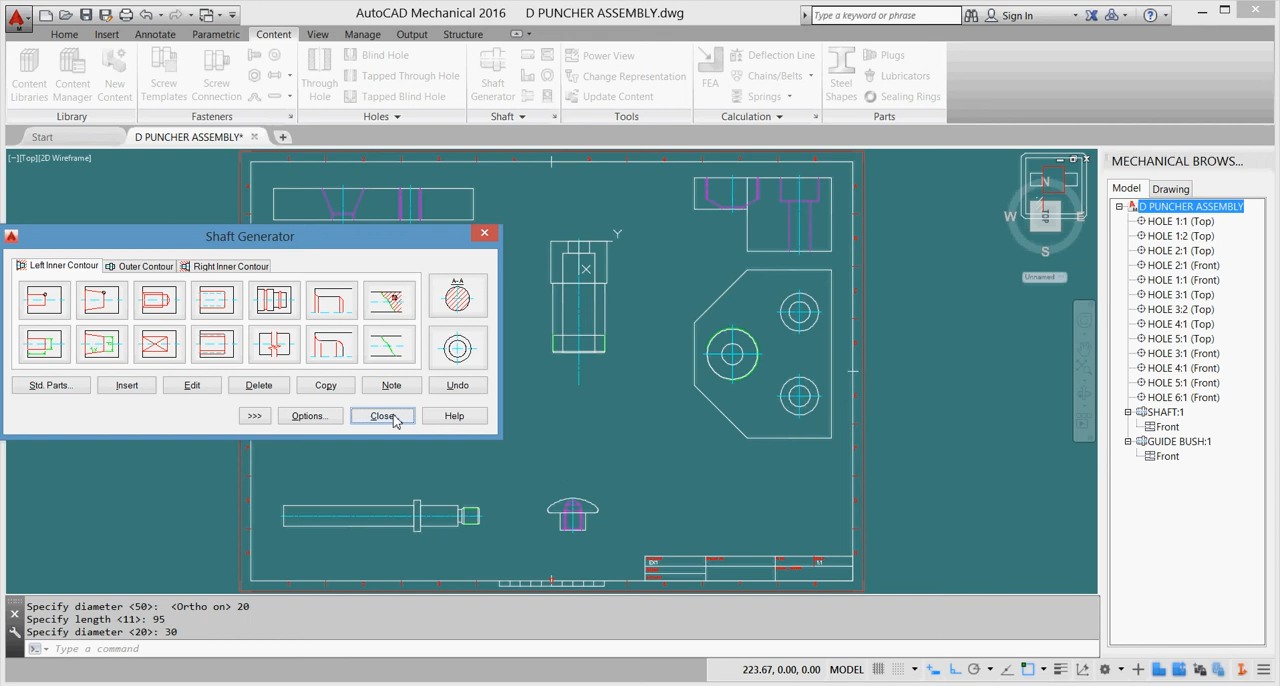 AutoCAD Mechanical 2016 D PUNCHER ASSEMBLY.dwg
Type a keyword or phrase
Sign In
Home Insert Annotate Parametric Content View Manage Output Structure
Content Libraries
Content Manager
New Content
Library
Screw Templates
Screw Connection
Fasteners
Through Hole
Blind Hole
Tapped Through Hole
Tapped Blind Hole
Holes
Shaft Generator
Shaft
Power View
Change Representation
Update Content
Tools
FEA
Deflection Line
Chains/Belts
Springs
Calculation
Steel Shapes
Plugs
Lubricators
Sealing Rings
Parts
Start
D PUNCHER ASSEMBLY*
[−][Top][2D Wireframe]
Shaft Generator
Left Inner Contour Outer Contour Right Inner Contour
A-A
Std. Parts... Insert Edit Delete Copy Note Undo
>>> Options... Close Help
Y
X
N
W
TOP
E
S
Unnamed
MECHANICAL BROWS...
Model Drawing
D PUNCHER ASSEMBLY
HOLE 1:1 (Top)
HOLE 1:2 (Top)
HOLE 2:1 (Top)
HOLE 2:1 (Front)
HOLE 1:1 (Front)
HOLE 3:1 (Top)
HOLE 3:2 (Top)
HOLE 4:1 (Top)
HOLE 5:1 (Top)
HOLE 3:1 (Front)
HOLE 4:1 (Front)
HOLE 5:1 (Front)
HOLE 6:1 (Front)
SHAFT:1
Front
GUIDE BUSH:1
Front
Specify diameter <50>: <Ortho on> 20
Specify length <11>: 95
Specify diameter <20>: 30
Type a command
223.67, 0.00, 0.00 MODEL